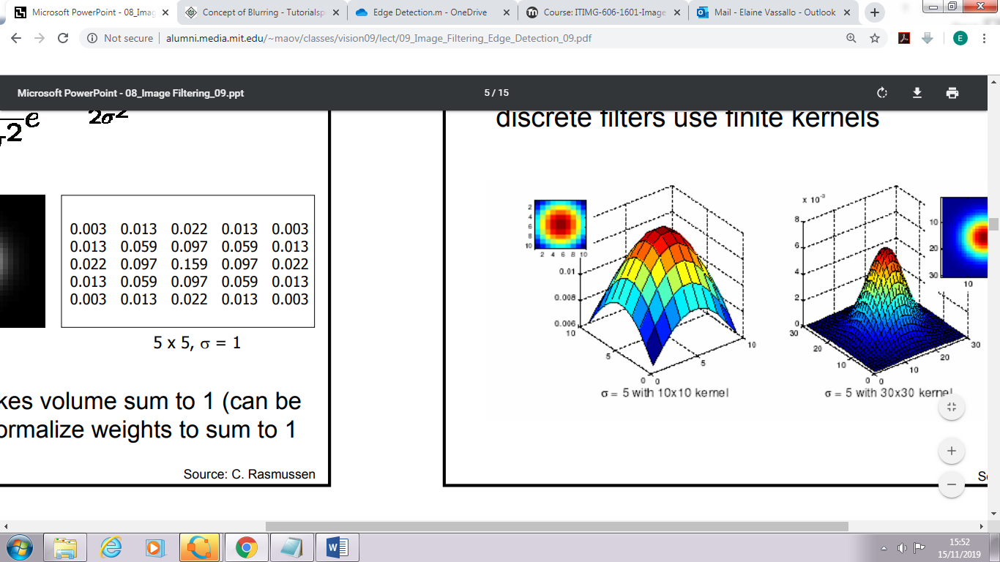 Microsoft PowerPoint - 08_Imag
Concept of Blurring - Tutorialsp
Edge Detection.m - OneDrive
Course: ITIMG-606-1601-Image
Mail - Elaine Vassallo - Outlook
Not secure | alumni.media.mit.edu/~maov/classes/vision09/lect/09_Image_Filtering_Edge_Detection_09.pdf
E
Microsoft PowerPoint - 08_Image Filtering_09.ppt
5 / 15
2 e
2σ2
0.003 0.013 0.022 0.013 0.003
0.013 0.059 0.097 0.059 0.013
0.022 0.097 0.159 0.097 0.022
0.013 0.059 0.097 0.059 0.013
0.003 0.013 0.022 0.013 0.003
5 x 5, σ = 1
kes volume sum to 1 (can be
ormalize weights to sum to 1
Source: C. Rasmussen
discrete filters use finite kernels
2
4
6
8
10
2 4 6 8 10
0.01
0.008
0.006
10
5
0 0
5
10
σ = 5 with 10x10 kernel
x 10-3
8
6
4
2
0
30
20
10
0 0
10
20
30
10
20
30
10
σ = 5 with 30x30 kernel
S
15:52
15/11/2019